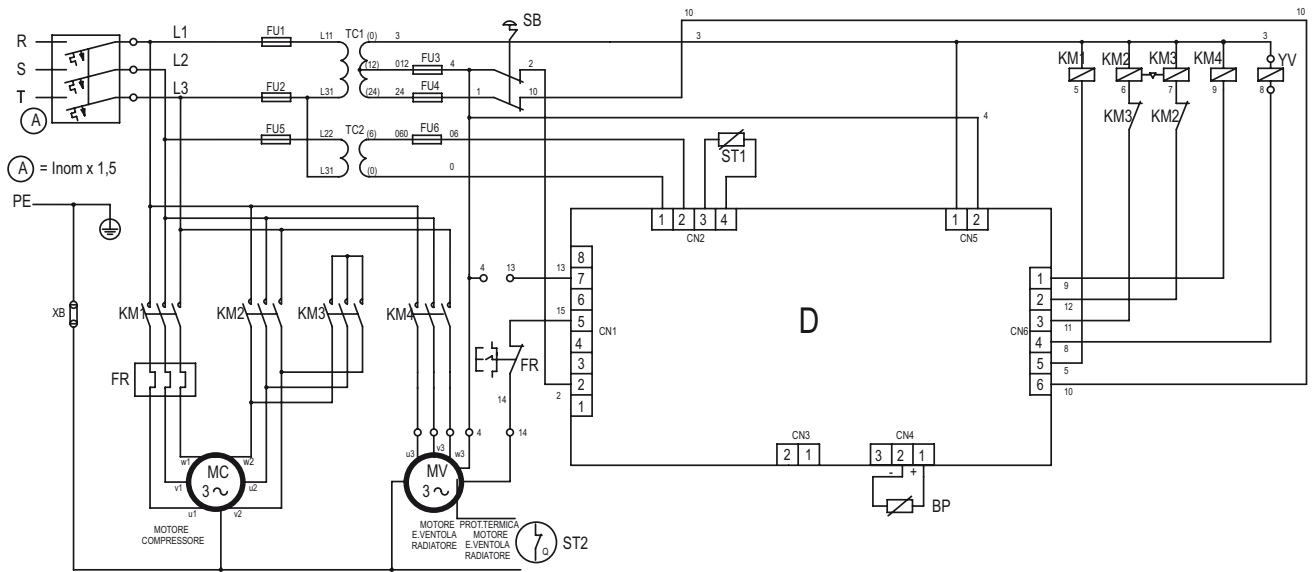 10
10
SB
R
L1
FU1
L11
TC1
(0)
3
3
3
S
L2
(12)
012
FU3
4
2
KM1
KM2
KM3
KM4
YV
T
L3
FU2
L31
(24)
24
FU4
1
10
5
6
7
9
8
A
KM3
KM2
FU5
L22
TC2
(6)
060
FU6
06
4
ST1
A = Inom x 1,5
L31
(0)
0
PE
1 2 3 4
CN2
1 2
CN5
8
7
6
5
4
3
2
1
CN1
4
13
13
15
2
D
1
2
3
4
5
6
CN6
9
12
11
8
5
10
XB
KM1
KM2
KM3
KM4
FR
FR
14
4
14
u3
v3
w3
CN3
2 1
CN4
3 2 1
- +
BP
w1
w2
v1
u2
u1
v2
MC
3
MV
3
MOTORE
COMPRESSORE
MOTORE
E.VENTOLA
RADIATORE
PROT.TERMICA
MOTORE
E.VENTOLA
RADIATORE
Q
ST2